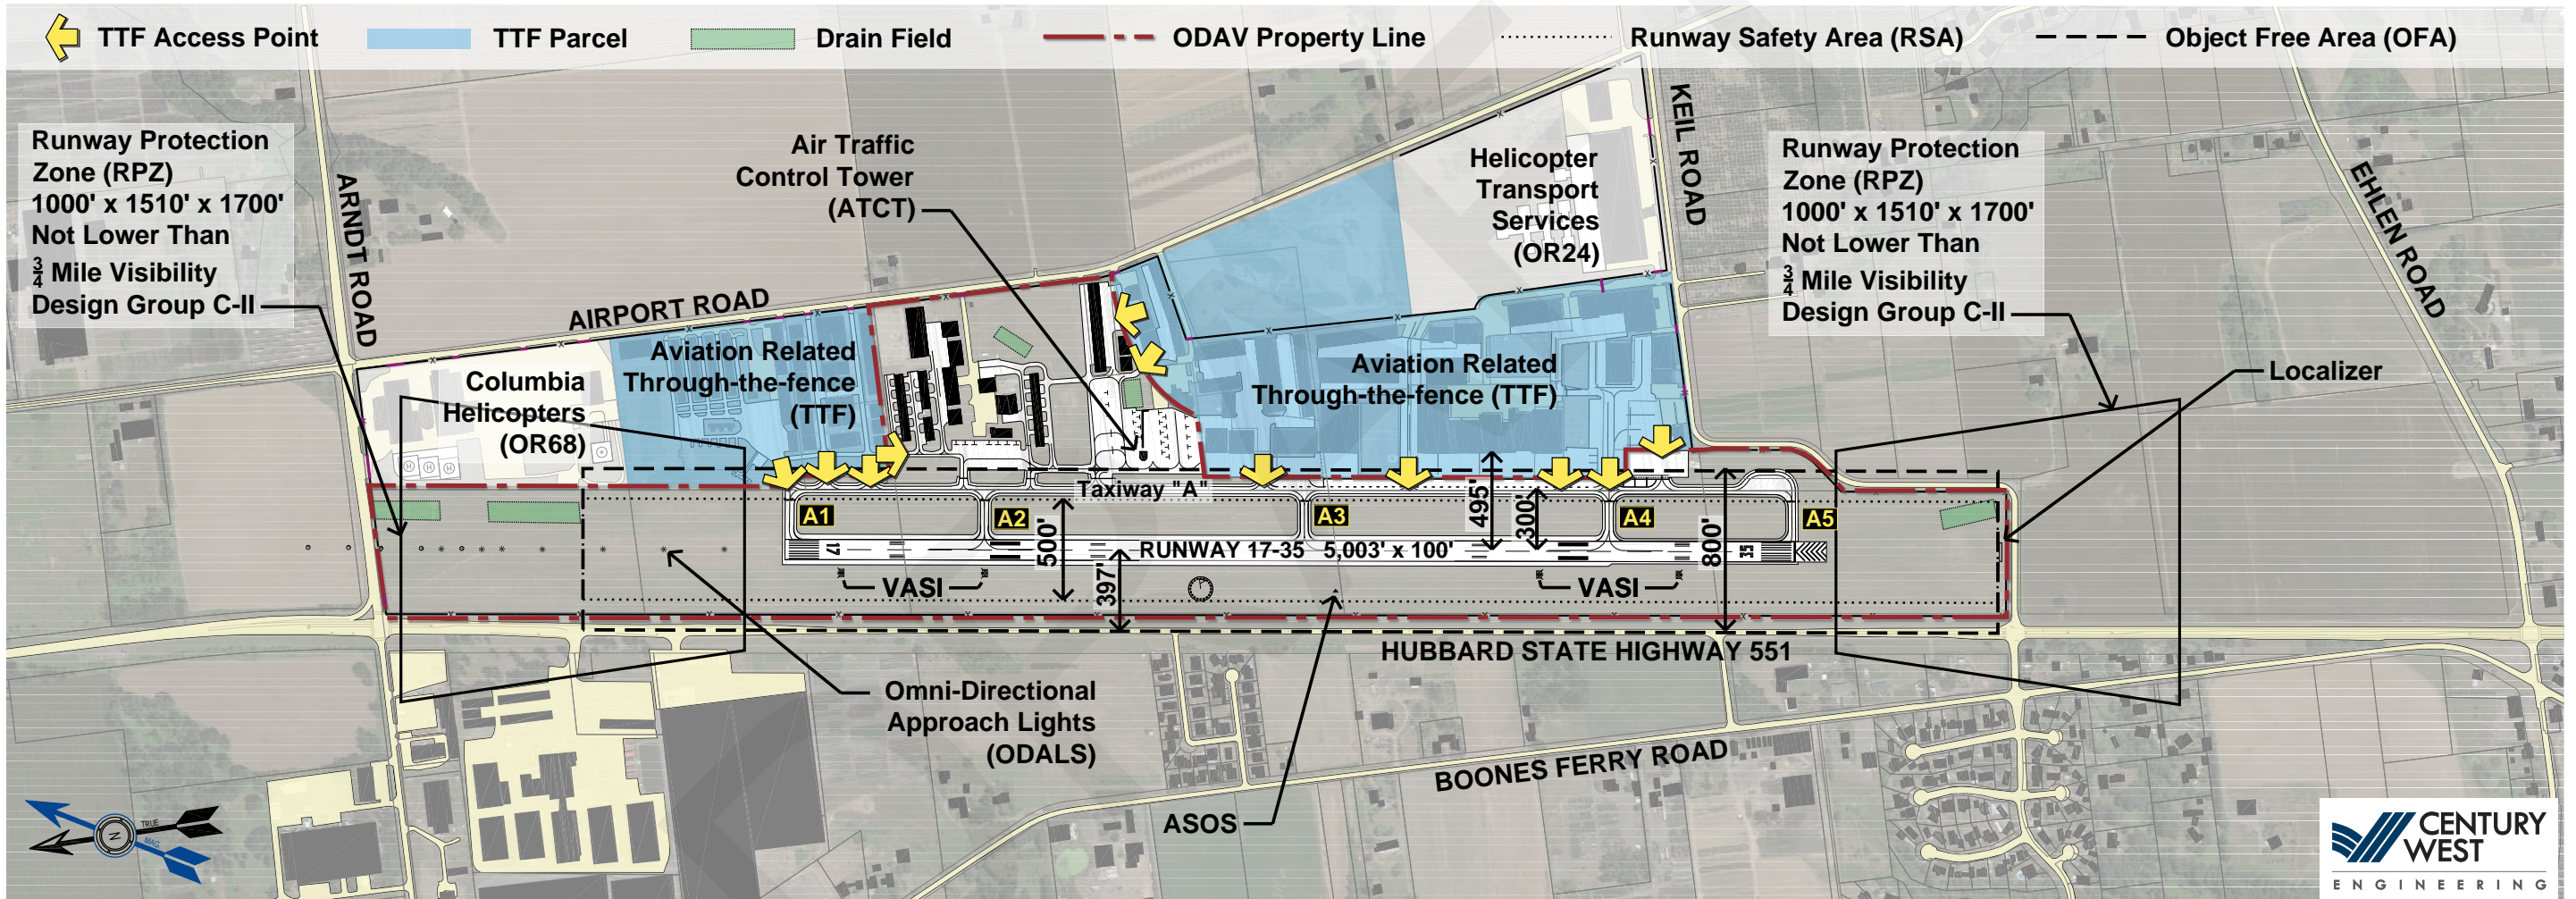 TTF Access Point
TTF Parcel
Drain Field
ODAV Property Line
Runway Safety Area (RSA)
Object Free Area (OFA)
Runway Protection
Zone (RPZ)
1000' x 1510' x 1700'
Not Lower Than
3/4 Mile Visibility
Design Group C-II
ARNDT ROAD
AIRPORT ROAD
Air Traffic
Control Tower
(ATCT)
Helicopter
Transport
Services
(OR24)
KEIL ROAD
Runway Protection
Zone (RPZ)
1000' x 1510' x 1700'
Not Lower Than
3/4 Mile Visibility
Design Group C-II
EHLEN ROAD
Localizer
Columbia
Helicopters
(OR68)
Aviation Related
Through-the-fence
(TTF)
Aviation Related
Through-the-fence (TTF)
H H H
Taxiway "A"
A1
A2
A3
A4
A5
500'
397'
495'
300'
800'
17
RUNWAY 17-35 5,003' x 100'
35
VASI
VASI
HUBBARD STATE HIGHWAY 551
Omni-Directional
Approach Lights
(ODALS)
ASOS
BOONES FERRY ROAD
TRUE
MAG.
N
CENTURY
WEST
ENGINEERING